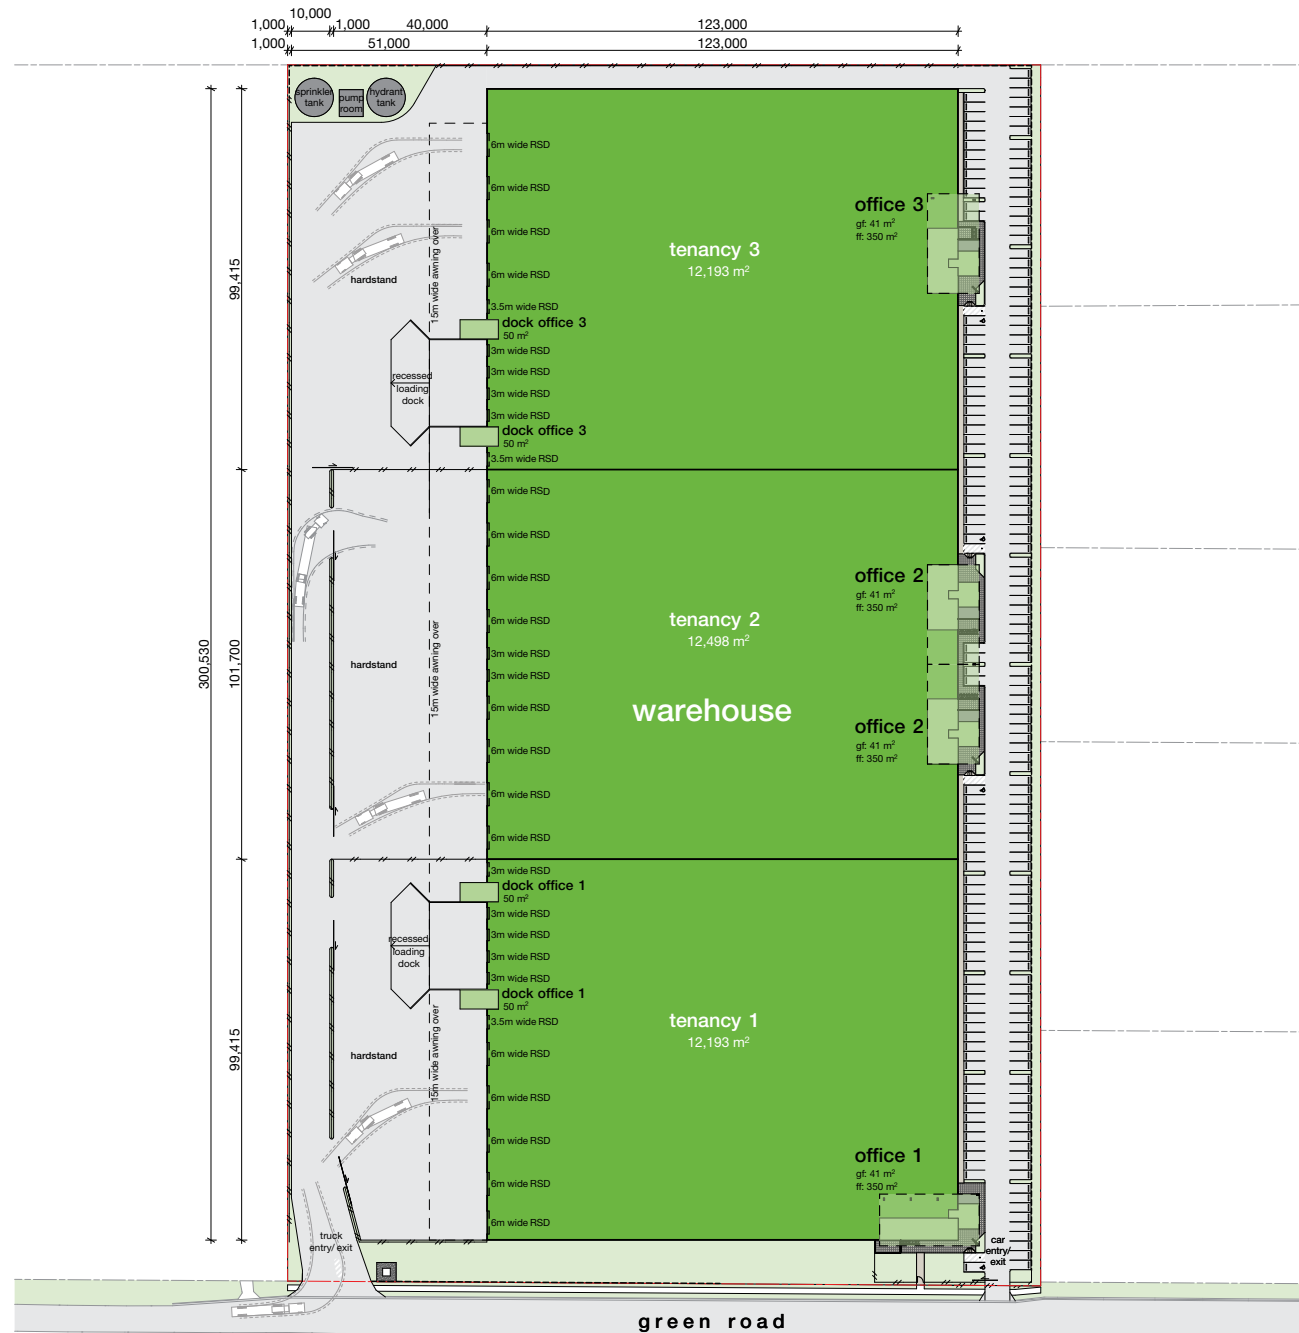 10,000
1,000
1,000
40,000
123,000
1,000
51,000
123,000
sprinkler
tank
pump
room
hydrant
tank
6m wide RSD
6m wide RSD
office 3
gf: 41 m²
ff: 350 m²
6m wide RSD
15m wide awning over
tenancy 3
12,193 m²
6m wide RSD
hardstand
99,415
3.5m wide RSD
dock office 3
50 m²
3m wide RSD
3m wide RSD
recessed
loading
dock
3m wide RSD
3m wide RSD
dock office 3
50 m²
3.5m wide RSD
6m wide RSD
6m wide RSD
6m wide RSD
office 2
gf: 41 m²
ff: 350 m²
6m wide RSD
tenancy 2
12,498 m²
3m wide RSD
hardstand
15m wide awning over
3m wide RSD
300,530
101,700
6m wide RSD
warehouse
office 2
gf: 41 m²
ff: 350 m²
6m wide RSD
6m wide RSD
6m wide RSD
3m wide RSD
dock office 1
50 m²
3m wide RSD
3m wide RSD
recessed
loading
dock
3m wide RSD
3m wide RSD
dock office 1
50 m²
3.5m wide RSD
tenancy 1
12,193 m²
99,415
hardstand
15m wide awning over
6m wide RSD
6m wide RSD
6m wide RSD
office 1
gf: 41 m²
ff: 350 m²
6m wide RSD
6m wide RSD
truck
entry/ exit
car
entry/
exit
green road